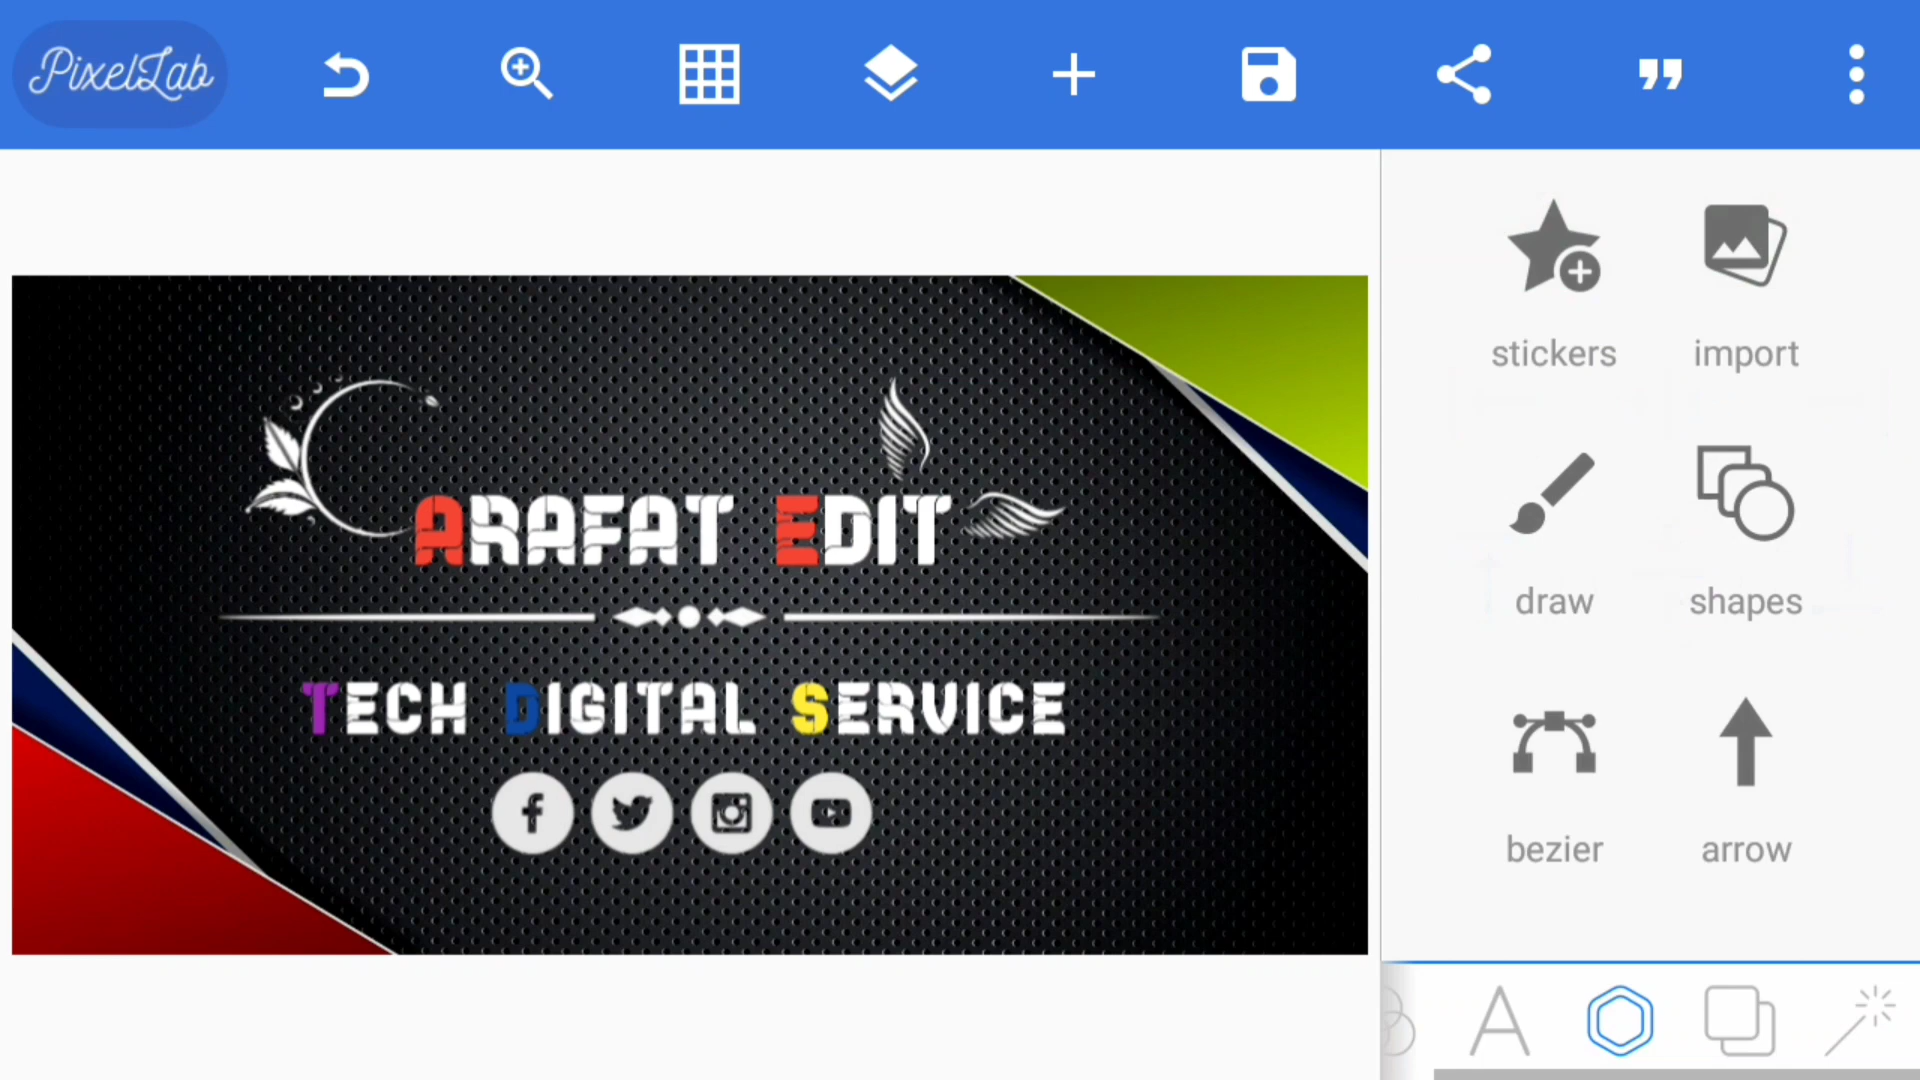 PixelLab
stickers import
ARAFAT EDIT
draw shapes
TECH DIGITAL SERVICE
bezier arrow